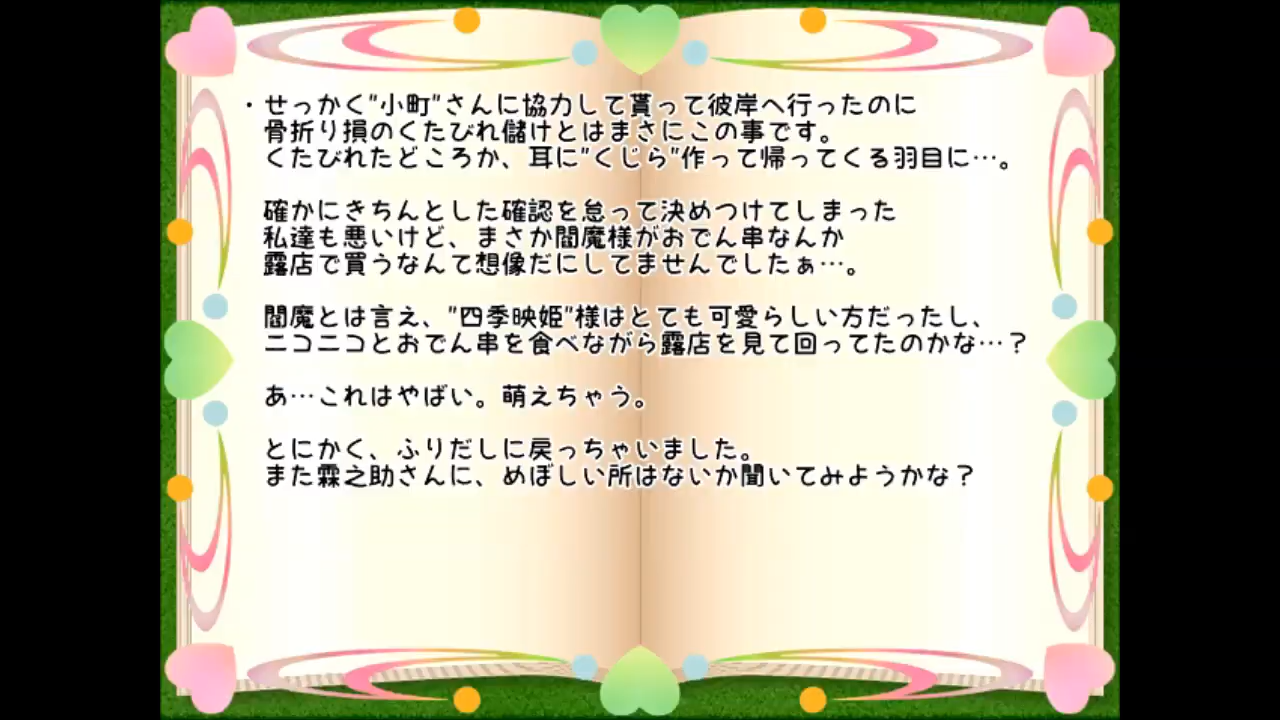 ・せっかく"小町"さんに協力して貰って彼岸へ行ったのに
骨折り損のくたびれ儲けとはまさにこの事です。
くたびれたどころか、耳に"くじら"作って帰ってくる羽目に…。
確かにきちんとした確認を怠って決めつけてしまった
私達も悪いけど、まさか閻魔様がおでん串なんか
露店で買うなんて想像だにしてませんでしたぁ…。
閻魔とは言え、"四季映姫"様はとても可愛らしい方だったし、
ニコニコとおでん串を食べながら露店を見て回ってたのかな…？
あ…これはやばい。萌えちゃう。
とにかく、ふりだしに戻っちゃいました。
また霖之助さんに、めぼしい所はないか聞いてみようかな？